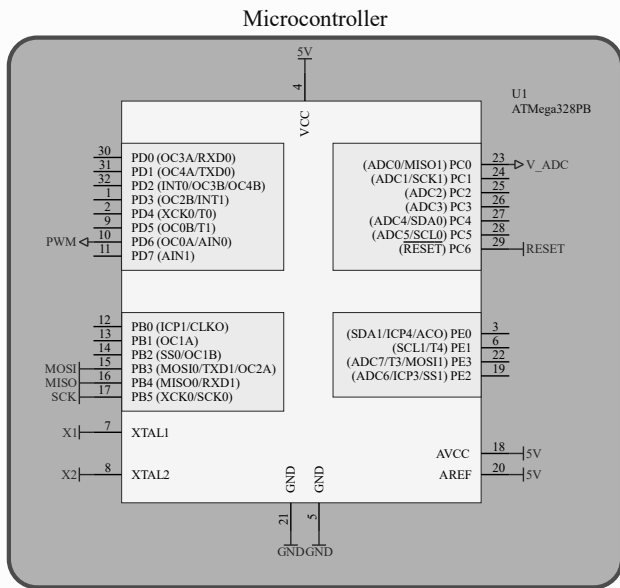 Microcontroller
5V
4
VCC
U1
ATMega328PB
30 PD0 (OC3A/RXD0)
31 PD1 (OC4A/TXD0)
32 PD2 (INT0/OC3B/OC4B)
1 PD3 (OC2B/INT1)
2 PD4 (XCK0/T0)
9 PD5 (OC0B/T1)
PWM 10 PD6 (OC0A/AIN0)
11 PD7 (AIN1)
(ADC0/MISO1) PC0 23 V_ADC
(ADC1/SCK1) PC1 24
(ADC2) PC2 25
(ADC3) PC3 26
(ADC4/SDA0) PC4 27
(ADC5/SCL0) PC5 28
(RESET) PC6 29 RESET
12 PB0 (ICP1/CLKO)
13 PB1 (OC1A)
14 PB2 (SS0/OC1B)
MOSI 15 PB3 (MOSI0/TXD1/OC2A)
MISO 16 PB4 (MISO0/RXD1)
SCK 17 PB5 (XCK0/SCK0)
(SDA1/ICP4/ACO) PE0 3
(SCL1/T4) PE1 6
(ADC7/T3/MOSI1) PE3 22
(ADC6/ICP3/SS1) PE2 19
X1 7 XTAL1
X2 8 XTAL2
AVCC 18 5V
AREF 20 5V
GND GND
21 5
GND GND